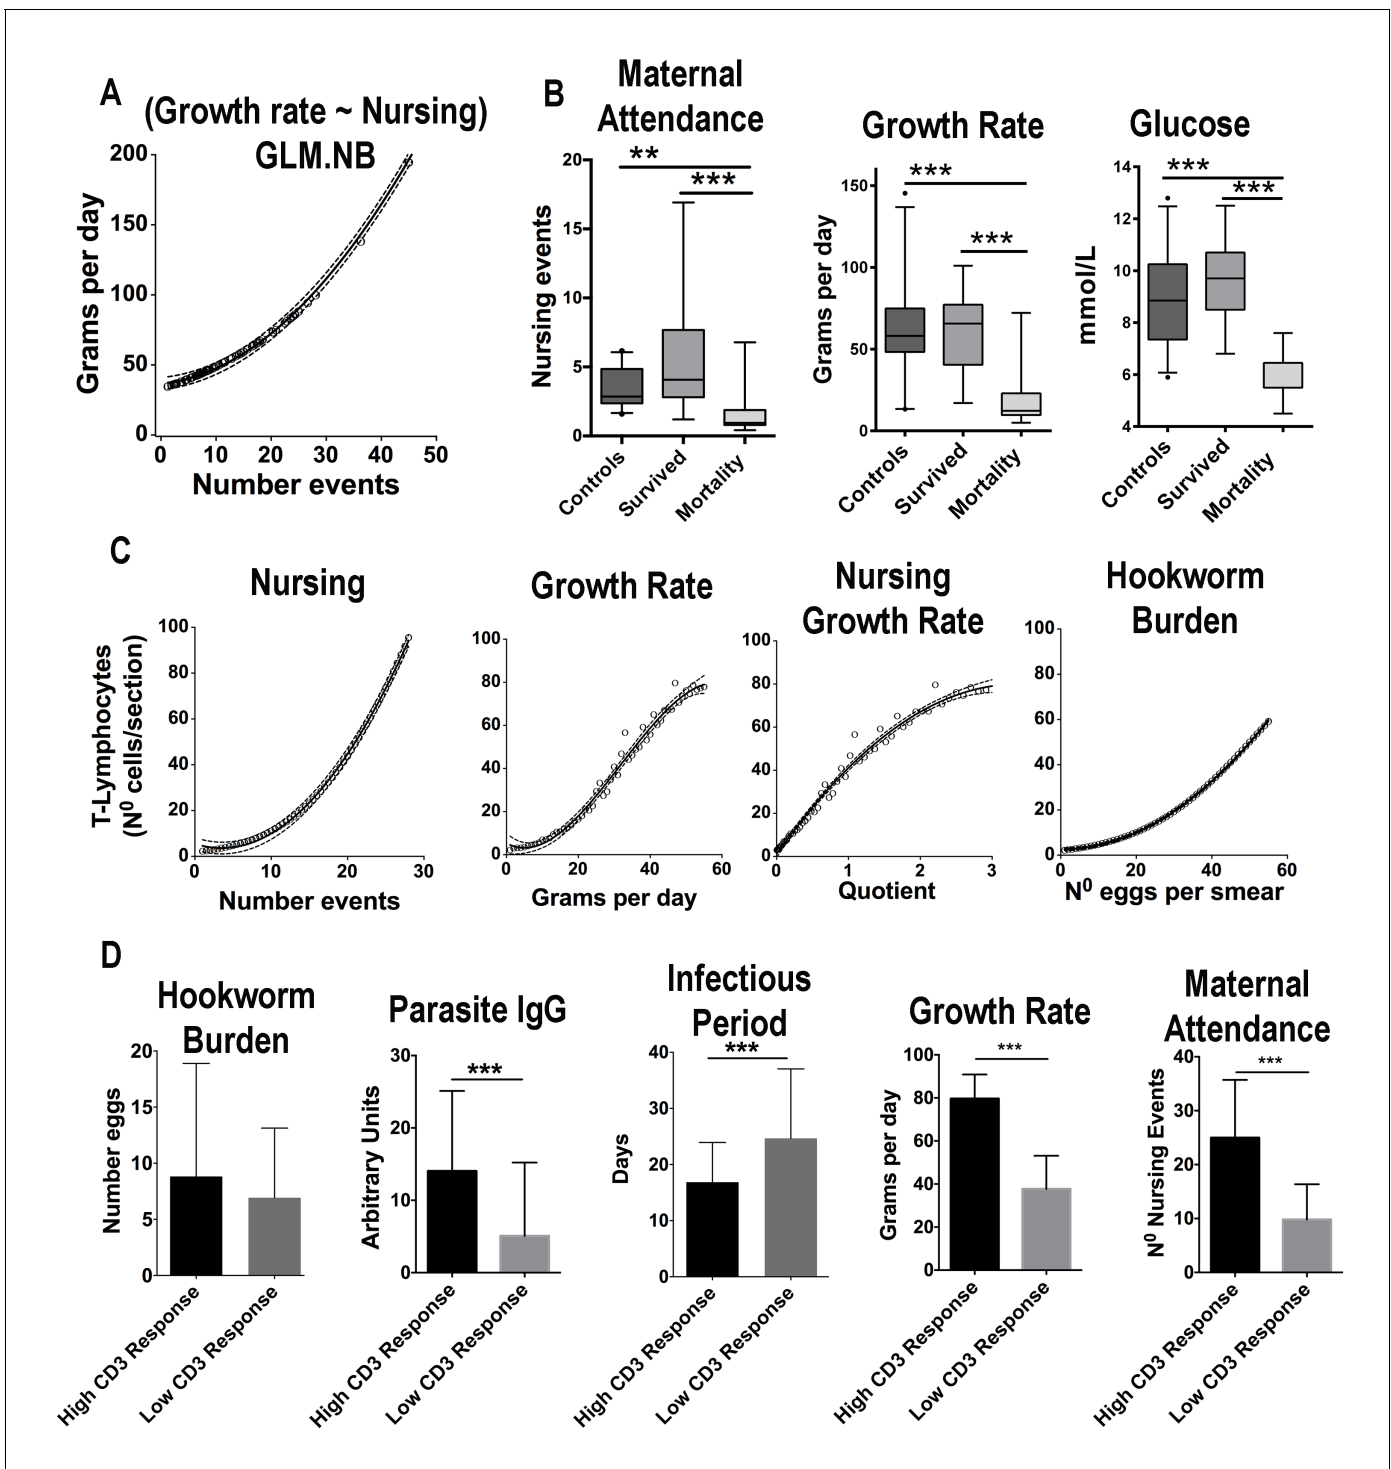 A
(Growth rate ~ Nursing)
GLM.NB
200
150
100
50
0
Grams per day
0 10 20 30 40 50
Number events
B
Maternal
Attendance
**
***
20
15
10
5
0
Nursing events
Controls
Survived
Mortality
Growth Rate
***
***
150
100
50
0
Grams per day
Controls
Survived
Mortality
Glucose
***
***
14
12
10
8
6
4
mmol/L
Controls
Survived
Mortality
C
Nursing
100
80
60
40
20
0
T-Lymphocytes
(N⁰ cells/section)
0 10 20 30
Number events
Growth Rate
100
80
60
40
20
0
0 20 40 60
Grams per day
Nursing
Growth Rate
100
80
60
40
20
0
0 1 2 3
Quotient
Hookworm
Burden
100
80
60
40
20
0
0 20 40 60
N⁰ eggs per smear
D
Hookworm
Burden
20
15
10
5
0
Number eggs
High CD3 Response
Low CD3 Response
Parasite IgG
***
30
20
10
0
Arbitrary Units
High CD3 Response
Low CD3 Response
Infectious
Period
***
40
30
20
10
0
Days
High CD3 Response
Low CD3 Response
Growth Rate
***
100
80
60
40
20
0
Grams per day
High CD3 Response
Low CD3 Response
Maternal
Attendance
***
40
30
20
10
0
N⁰ Nursing Events
High CD3 Response
Low CD3 Response